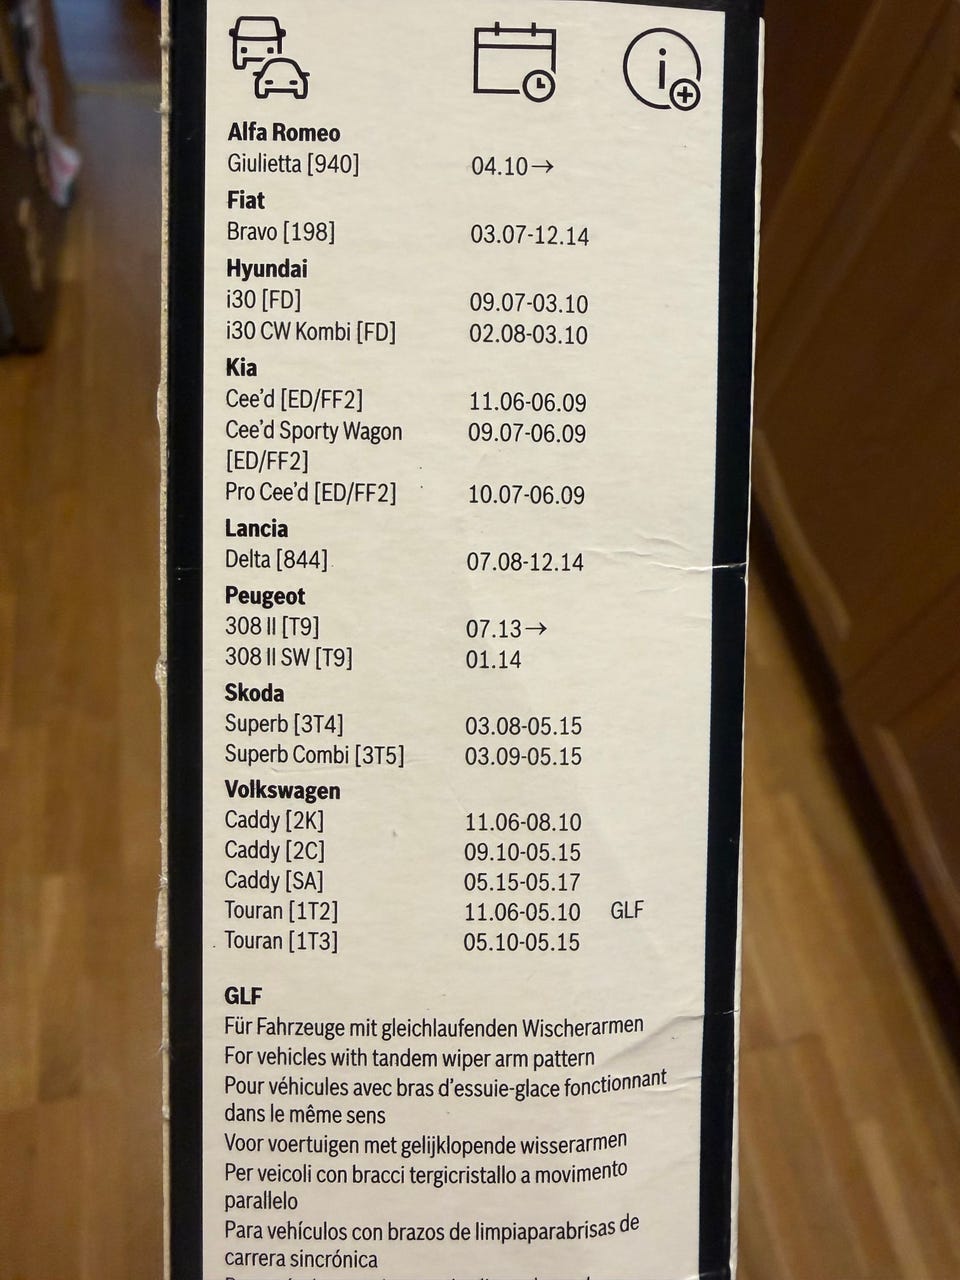 Alfa Romeo
Giulietta [940] 04.10→
Fiat
Bravo [198] 03.07-12.14
Hyundai
i30 [FD] 09.07-03.10
i30 CW Kombi [FD] 02.08-03.10
Kia
Cee'd [ED/FF2] 11.06-06.09
Cee'd Sporty Wagon 09.07-06.09
[ED/FF2]
Pro Cee'd [ED/FF2] 10.07-06.09
Lancia
Delta [844] 07.08-12.14
Peugeot
308 II [T9] 07.13→
308 II SW [T9] 01.14
Skoda
Superb [3T4] 03.08-05.15
Superb Combi [3T5] 03.09-05.15
Volkswagen
Caddy [2K] 11.06-08.10
Caddy [2C] 09.10-05.15
Caddy [SA] 05.15-05.17
Touran [1T2] 11.06-05.10 GLF
Touran [1T3] 05.10-05.15
GLF
Für Fahrzeuge mit gleichlaufenden Wischerarmen
For vehicles with tandem wiper arm pattern
Pour véhicules avec bras d'essuie-glace fonctionnant
dans le même sens
Voor voertuigen met gelijklopende wisserarmen
Per veicoli con bracci tergicristallo a movimento
parallelo
Para vehículos con brazos de limpiaparabrisas de
carrera sincrónica